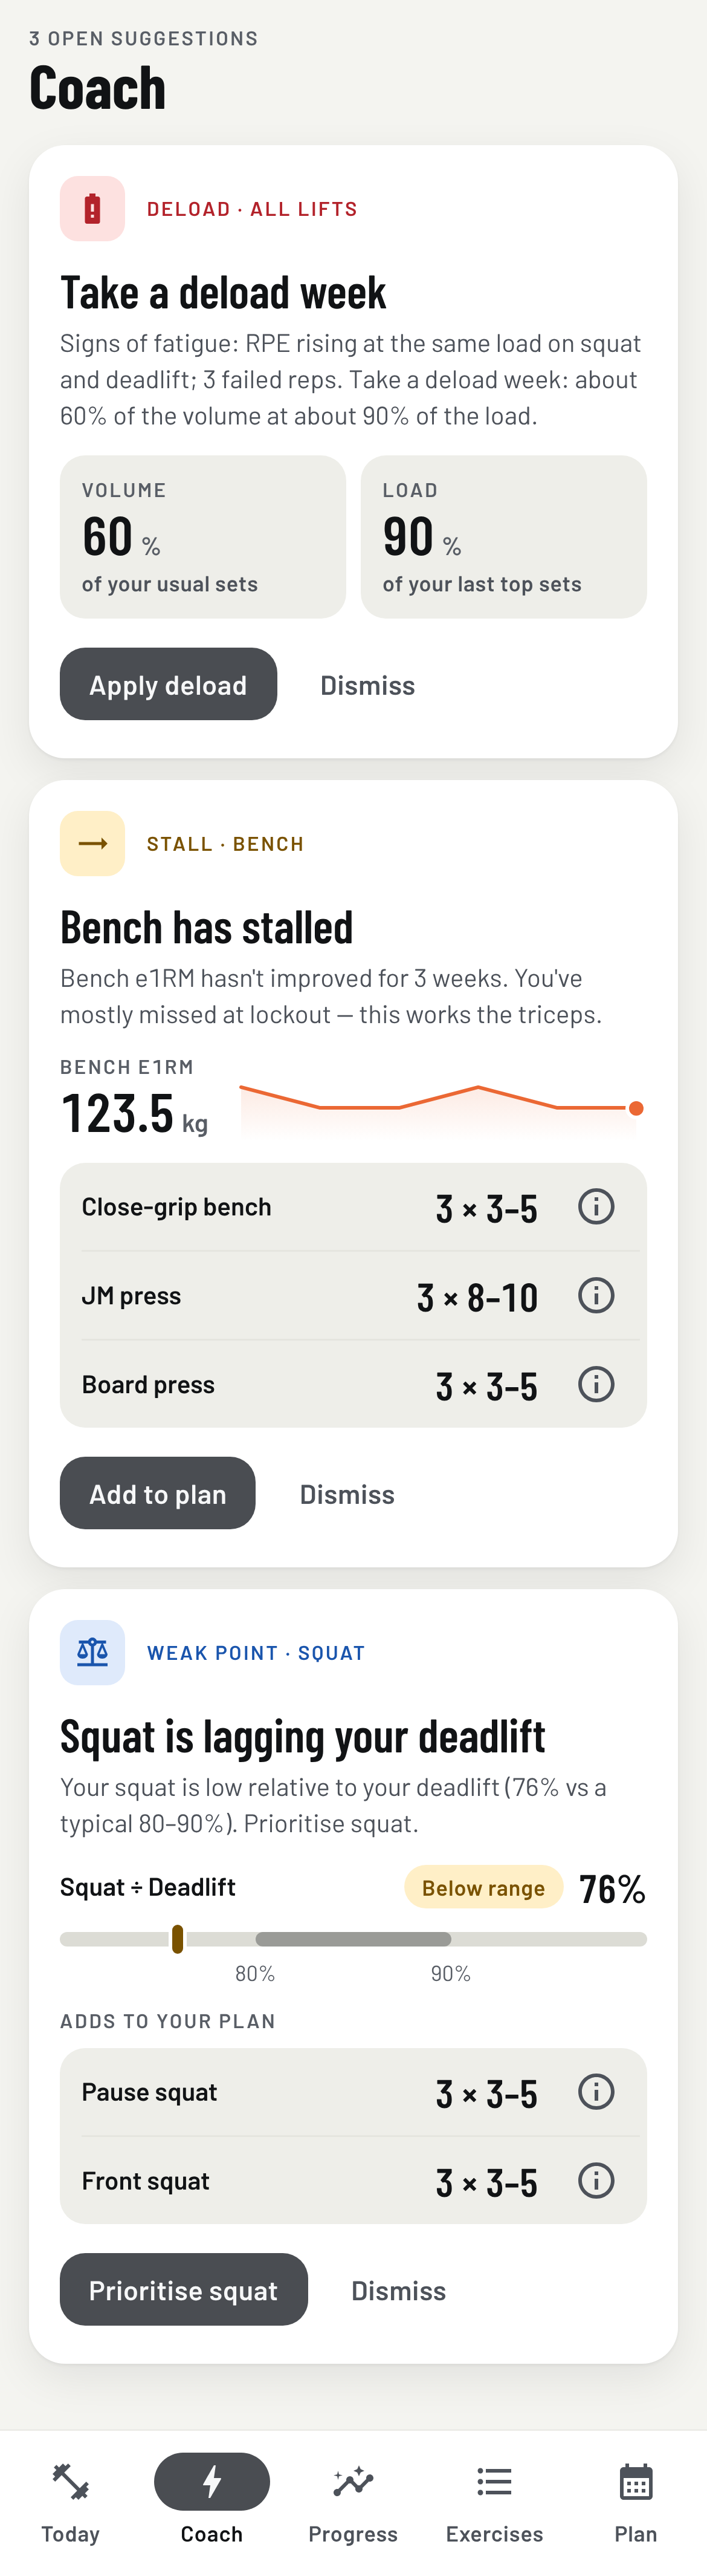 3 OPEN SUGGESTIONS
Coach
DELOAD · ALL LIFTS
Take a deload week
Signs of fatigue: RPE rising at the same load on squat
and deadlift; 3 failed reps. Take a deload week: about
60% of the volume at about 90% of the load.
VOLUME
60 %
of your usual sets
LOAD
90 %
of your last top sets
Apply deload
Dismiss
STALL · BENCH
Bench has stalled
Bench e1RM hasn't improved for 3 weeks. You've
mostly missed at lockout — this works the triceps.
BENCH E1RM
123.5 kg
Close-grip bench 3 × 3–5
JM press 3 × 8–10
Board press 3 × 3–5
Add to plan
Dismiss
WEAK POINT · SQUAT
Squat is lagging your deadlift
Your squat is low relative to your deadlift (76% vs a
typical 80–90%). Prioritise squat.
Squat ÷ Deadlift Below range 76%
80% 90%
ADDS TO YOUR PLAN
Pause squat 3 × 3–5
Front squat 3 × 3–5
Prioritise squat
Dismiss
Today Coach Progress Exercises Plan